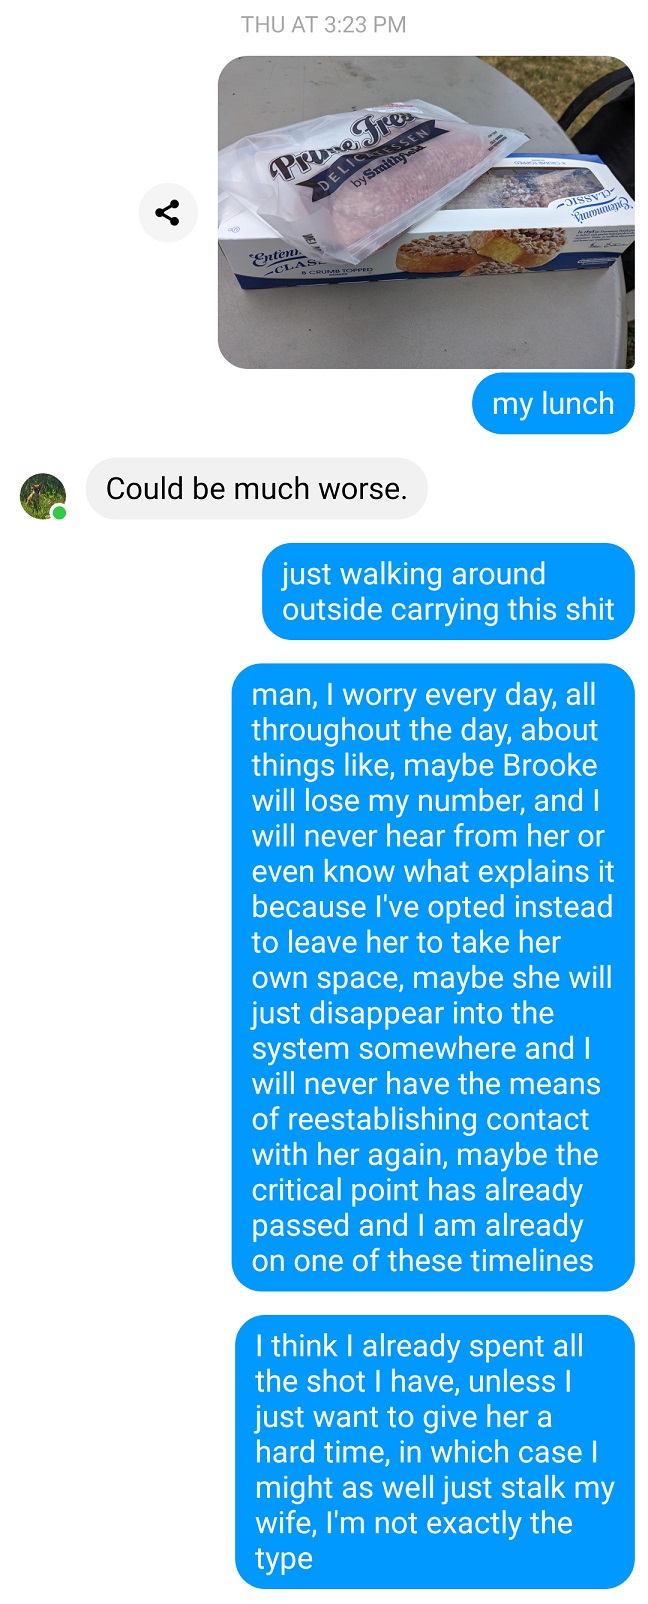 THU AT 3:23 PM
Prime Fresh
DELICATESSEN
by Smithfield
Entenmann's
CLASSIC
Entenm
CLAS
8 CRUMB TOPPED
my lunch
Could be much worse.
just walking around
outside carrying this shit
man, I worry every day, all
throughout the day, about
things like, maybe Brooke
will lose my number, and I
will never hear from her or
even know what explains it
because I've opted instead
to leave her to take her
own space, maybe she will
just disappear into the
system somewhere and I
will never have the means
of reestablishing contact
with her again, maybe the
critical point has already
passed and I am already
on one of these timelines
I think I already spent all
the shot I have, unless I
just want to give her a
hard time, in which case I
might as well just stalk my
wife, I'm not exactly the
type